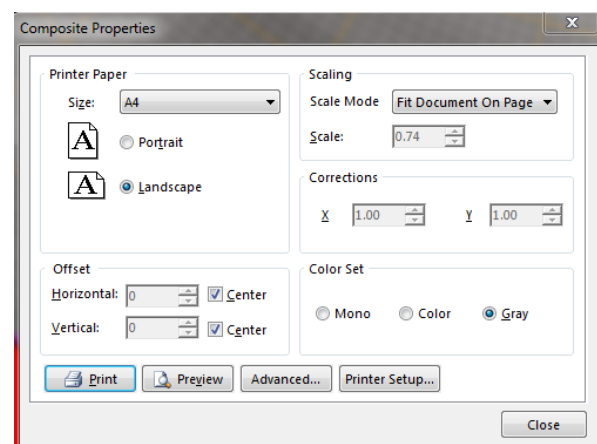 Composite Properties
Printer Paper
Size: A4
A Portrait
A Landscape
Scaling
Scale Mode Fit Document On Page
Scale: 0.74
Corrections
X 1.00 Y 1.00
Offset
Horizontal: 0 Center
Vertical: 0 Center
Color Set
Mono Color Gray
Print Preview Advanced... Printer Setup...
Close